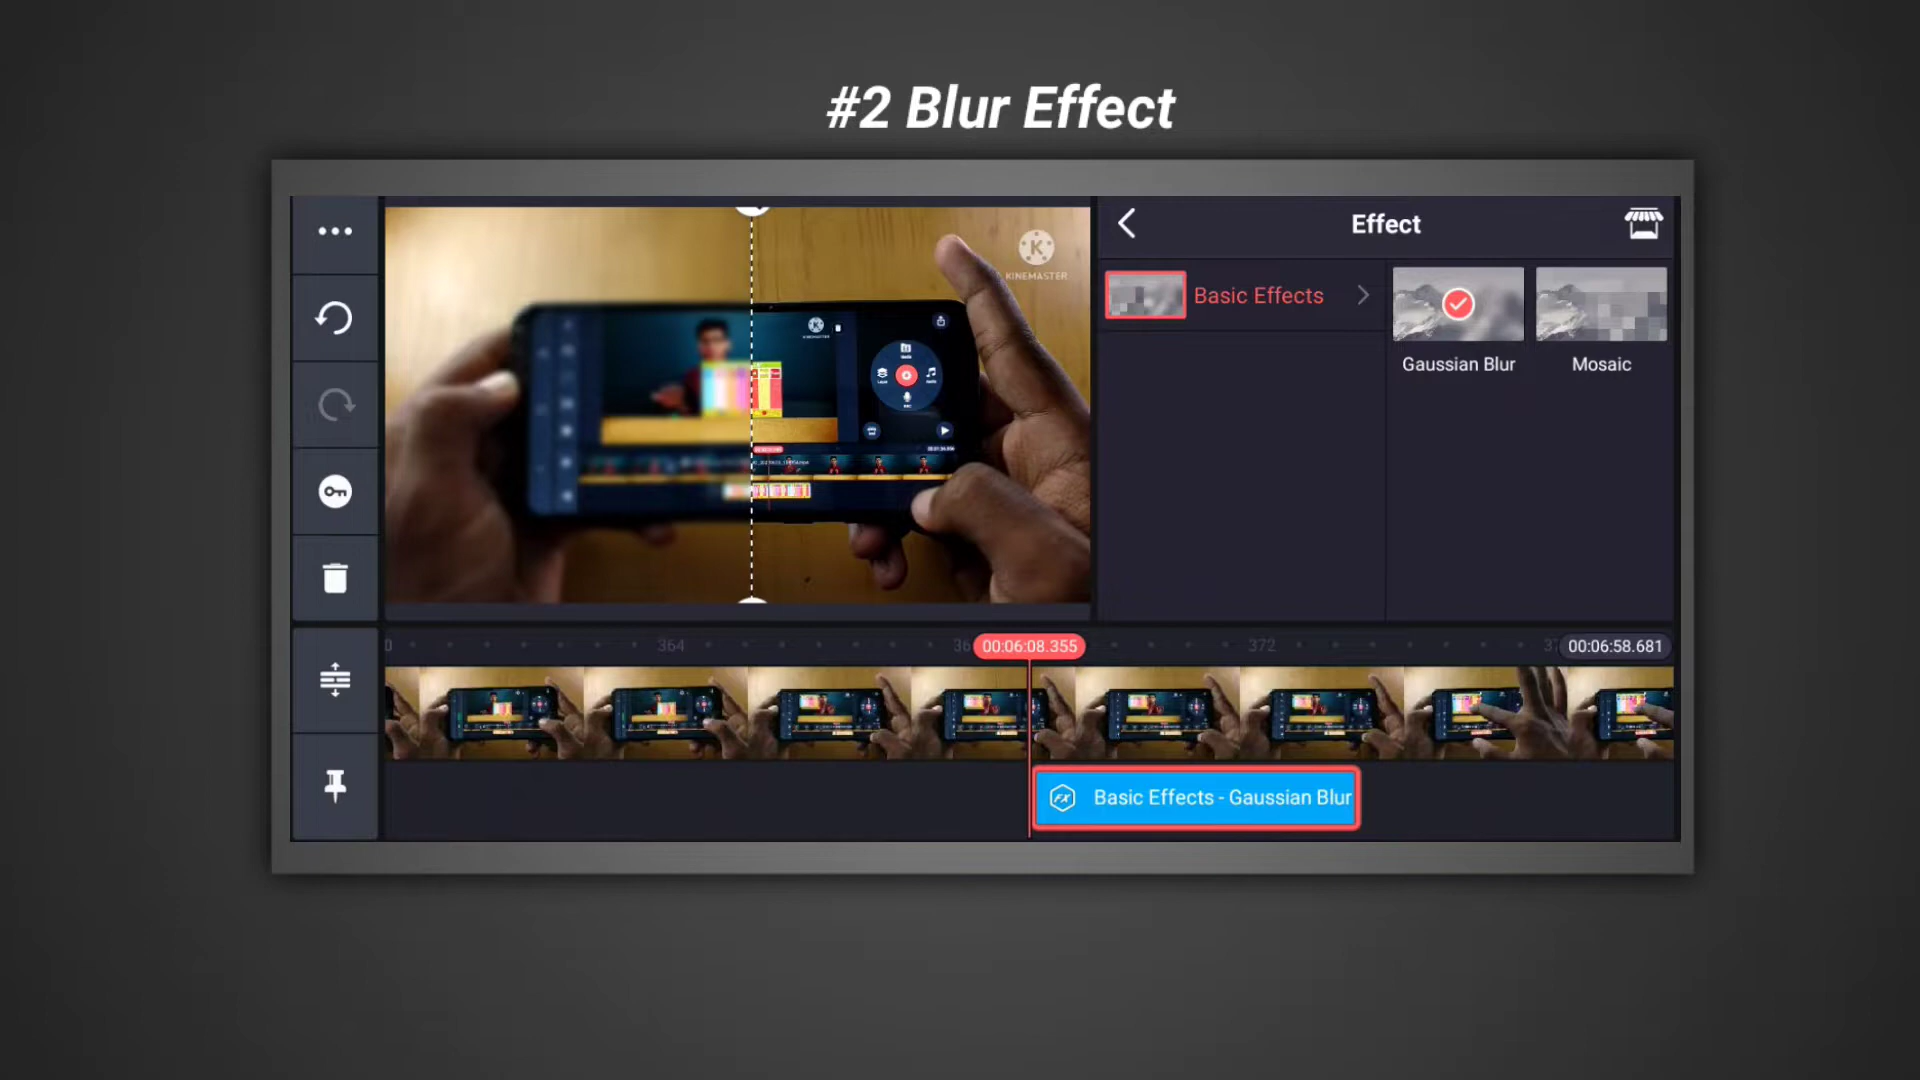 #2 Blur Effect
Effect
KINEMASTER
Basic Effects
Gaussian Blur
Mosaic
364
00:06:08.355
372
00:06:58.681
Basic Effects - Gaussian Blur